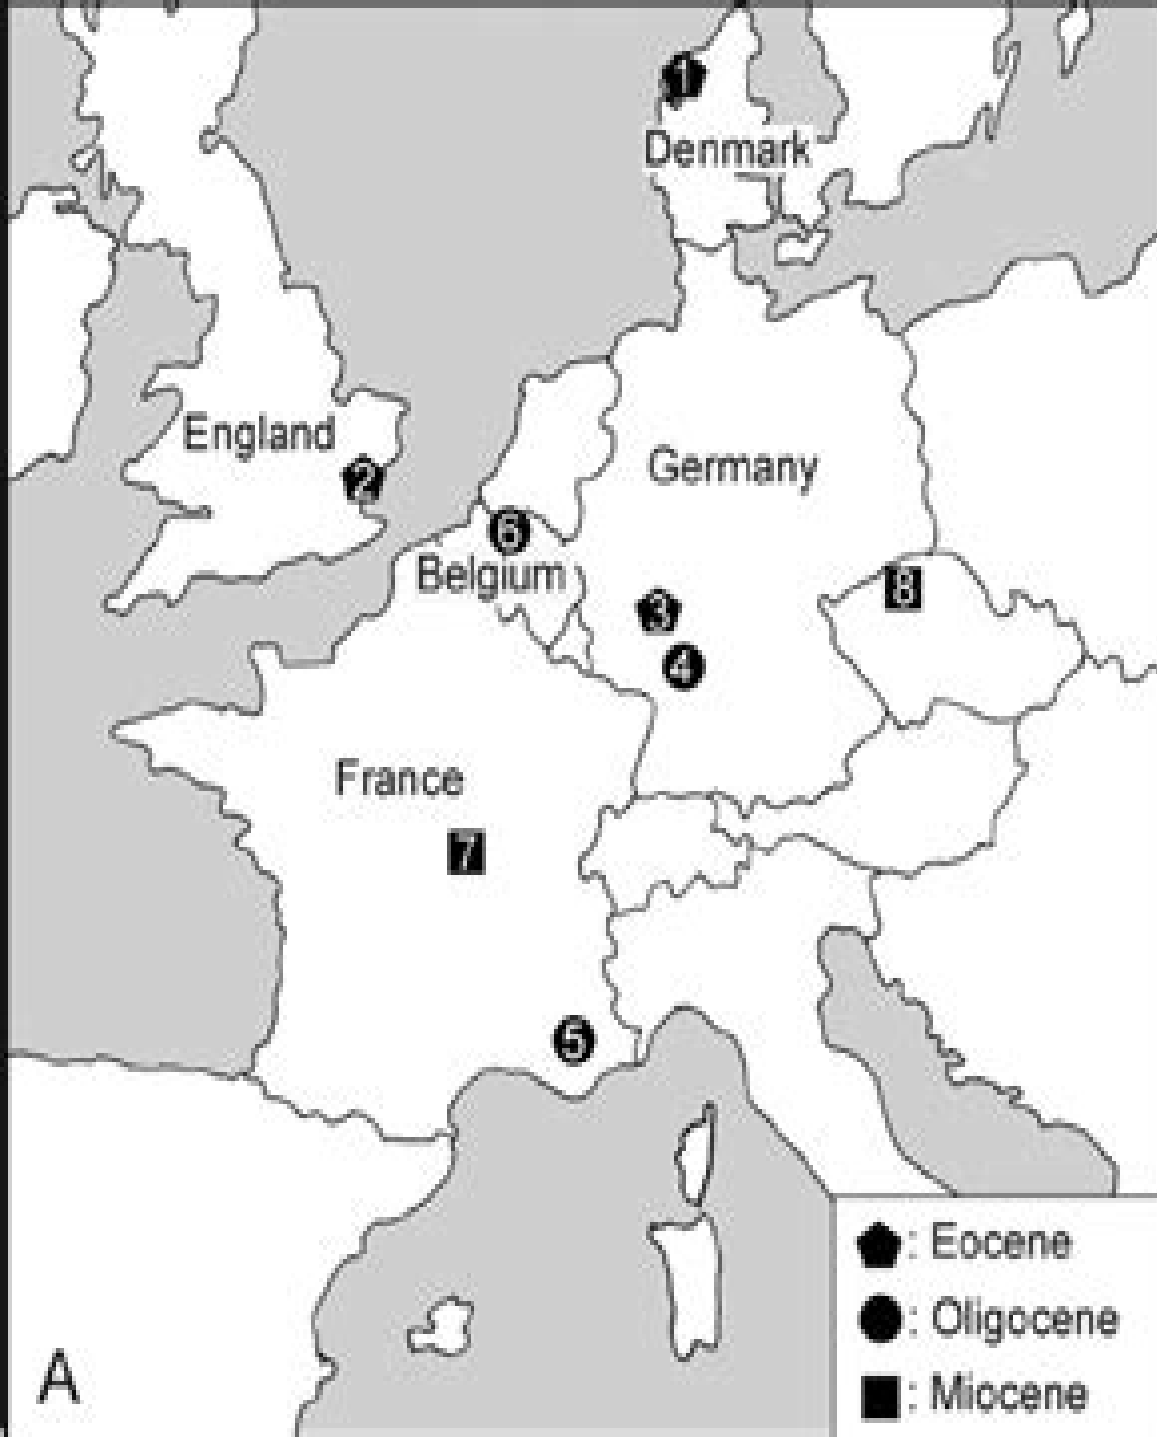 1
Denmark
England
2
Germany
6
Belgium
8
3
4
France
7
5
: Eocene
: Oligocene
: Miocene
A